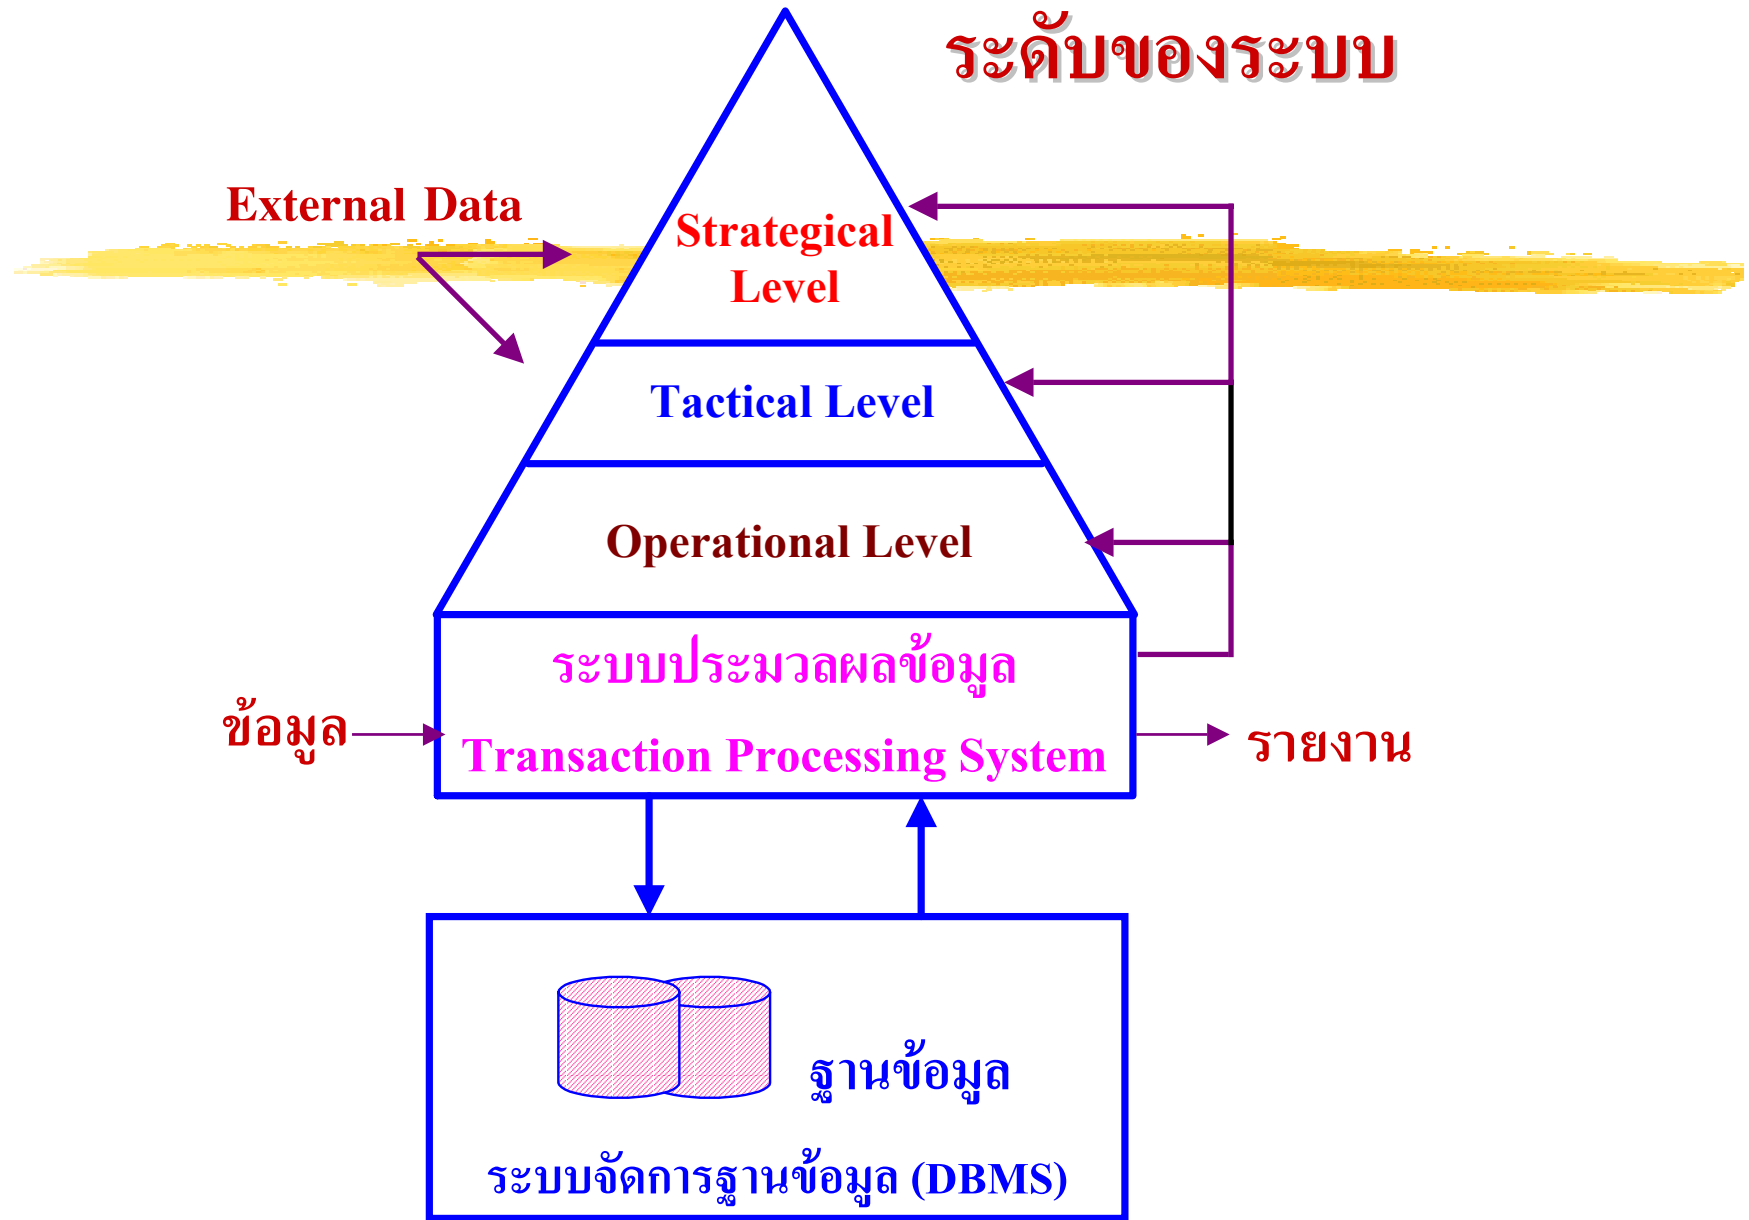 ระดับของระบบ
External Data
Strategical
Level
Tactical Level
Operational Level
ระบบประมวลผลข้อมูล
ข้อมูล
Transaction Processing System
รายงาน
ฐานข้อมูล
ระบบจัดการฐานข้อมูล (DBMS)